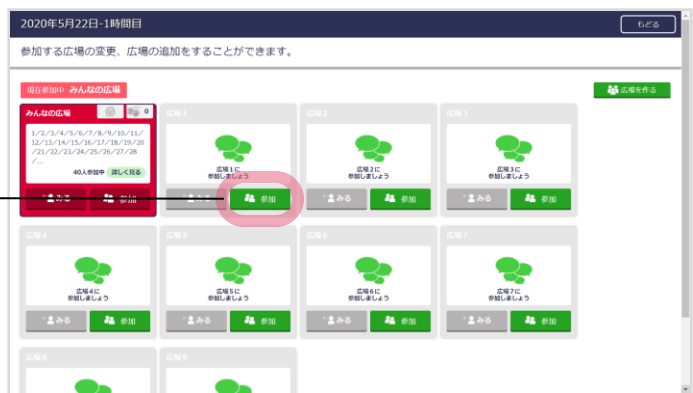 2020年5月22日-1時間目
もどる
参加する広場の変更、広場の追加をすることができます。
現在参加中 みんなの広場
広場を作る
みんなの広場
1/2/3/4/5/6/7/8/9/10/11/
12/13/14/15/16/17/18/19/20
/21/22/23/24/25/26/27/28
/...
40人参加中 詳しく見る
みる 参加
広場1
広場1に
参加しましょう
みる 参加
広場2
広場2に
参加しましょう
みる 参加
広場3
広場3に
参加しましょう
みる 参加
広場4
広場4に
参加しましょう
みる 参加
広場5
広場5に
参加しましょう
みる 参加
広場6
広場6に
参加しましょう
みる 参加
広場7
広場7に
参加しましょう
みる 参加
広場8
広場9